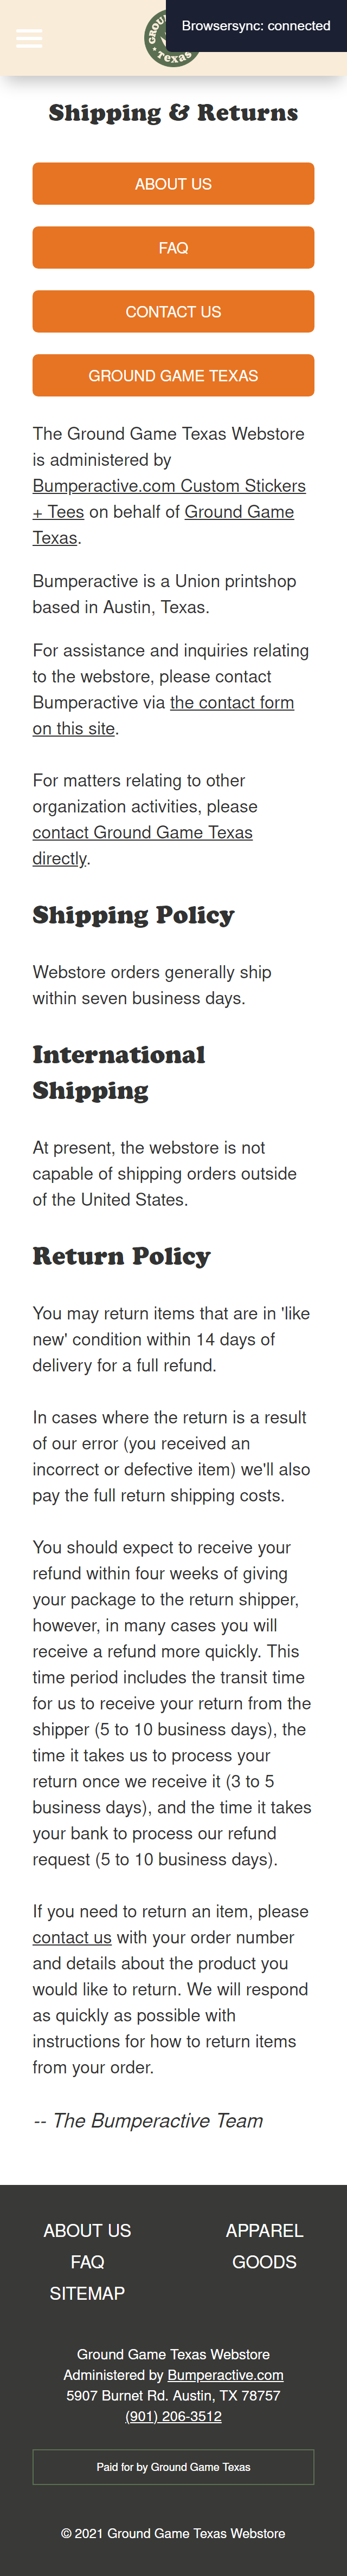 Browsersync: connected
Texas
Shipping & Returns
ABOUT US
FAQ
CONTACT US
GROUND GAME TEXAS
The Ground Game Texas Webstore
is administered by
Bumperactive.com Custom Stickers
+ Tees on behalf of Ground Game
Texas.
Bumperactive is a Union printshop
based in Austin, Texas.
For assistance and inquiries relating
to the webstore, please contact
Bumperactive via the contact form
on this site.
For matters relating to other
organization activities, please
contact Ground Game Texas
directly.
Shipping Policy
Webstore orders generally ship
within seven business days.
International
Shipping
At present, the webstore is not
capable of shipping orders outside
of the United States.
Return Policy
You may return items that are in 'like
new' condition within 14 days of
delivery for a full refund.
In cases where the return is a result
of our error (you received an
incorrect or defective item) we'll also
pay the full return shipping costs.
You should expect to receive your
refund within four weeks of giving
your package to the return shipper,
however, in many cases you will
receive a refund more quickly. This
time period includes the transit time
for us to receive your return from the
shipper (5 to 10 business days), the
time it takes us to process your
return once we receive it (3 to 5
business days), and the time it takes
your bank to process our refund
request (5 to 10 business days).
If you need to return an item, please
contact us with your order number
and details about the product you
would like to return. We will respond
as quickly as possible with
instructions for how to return items
from your order.
-- The Bumperactive Team
ABOUT US
APPAREL
FAQ
GOODS
SITEMAP
Ground Game Texas Webstore
Administered by Bumperactive.com
5907 Burnet Rd. Austin, TX 78757
(901) 206-3512
Paid for by Ground Game Texas
© 2021 Ground Game Texas Webstore